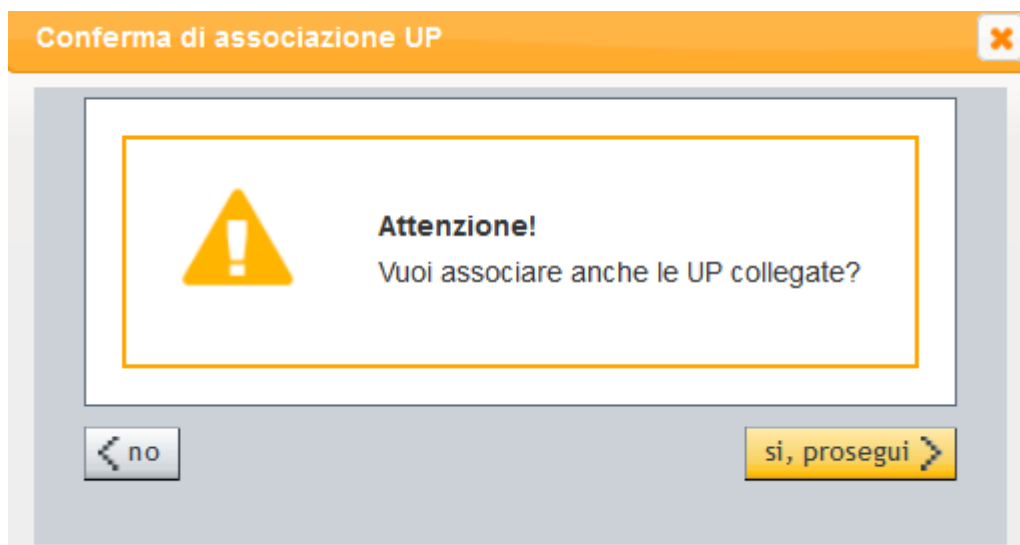 Conferma di associazione UP
Attenzione!
Vuoi associare anche le UP collegate?
no
si, prosegui